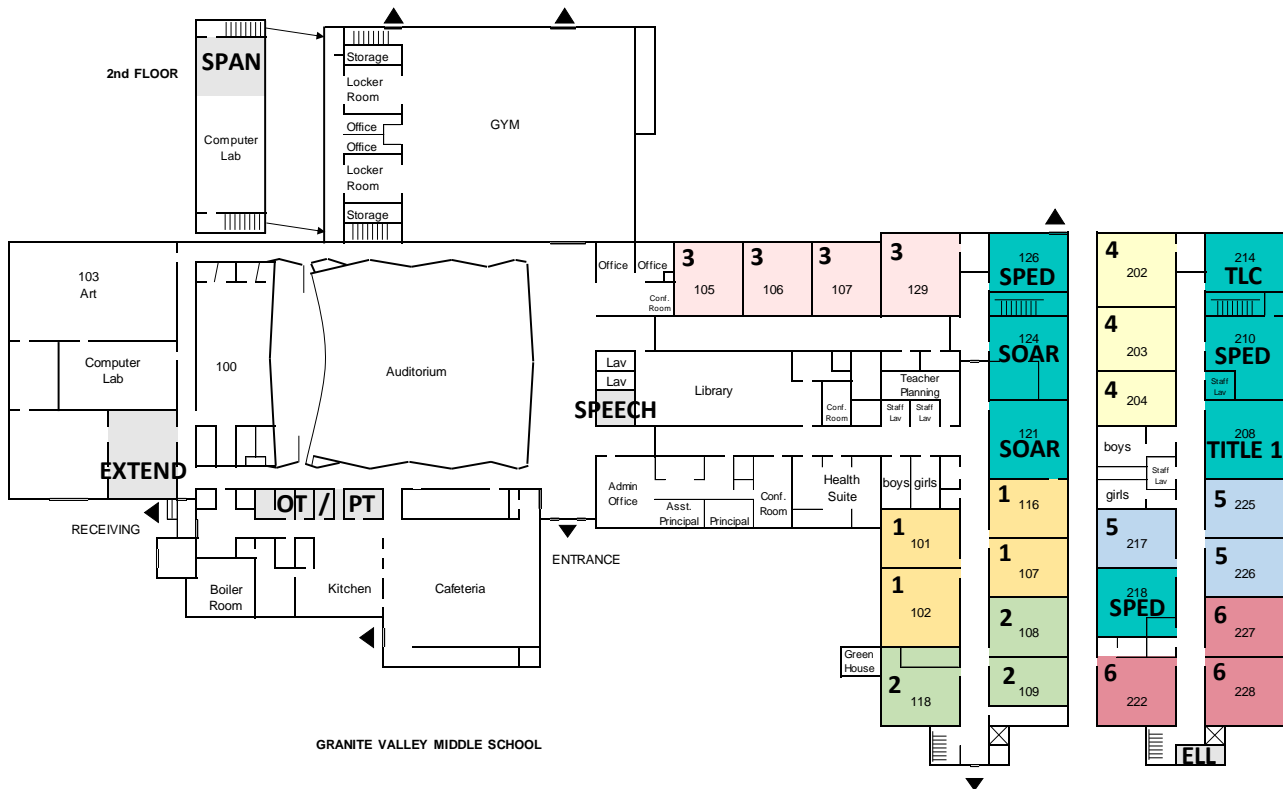 2nd FLOOR
SPAN
Computer
Lab
Storage
Locker
Room
Office
Office
Locker
Room
Storage
GYM
103
Art
Computer
Lab
EXTEND
100
Auditorium
OT / PT
RECEIVING
Boiler
Room
Kitchen
Cafeteria
ENTRANCE
Office
Office
Conf.
Room
Lav
Lav
SPEECH
Library
Conf.
Room
Teacher
Planning
Staff
Lav
Staff
Lav
Admin
Office
Asst.
Principal
Principal
Conf.
Room
Health
Suite
boys
girls
3
105
3
106
3
107
3
129
126
SPED
124
SOAR
121
SOAR
1
116
1
101
1
107
1
102
2
108
Green
House
2
118
2
109
4
202
4
203
4
204
boys
Staff
Lav
girls
5
217
218
SPED
6
222
214
TLC
210
SPED
Staff
Lav
208
TITLE 1
5
225
5
226
6
227
6
228
ELL
GRANITE VALLEY MIDDLE SCHOOL